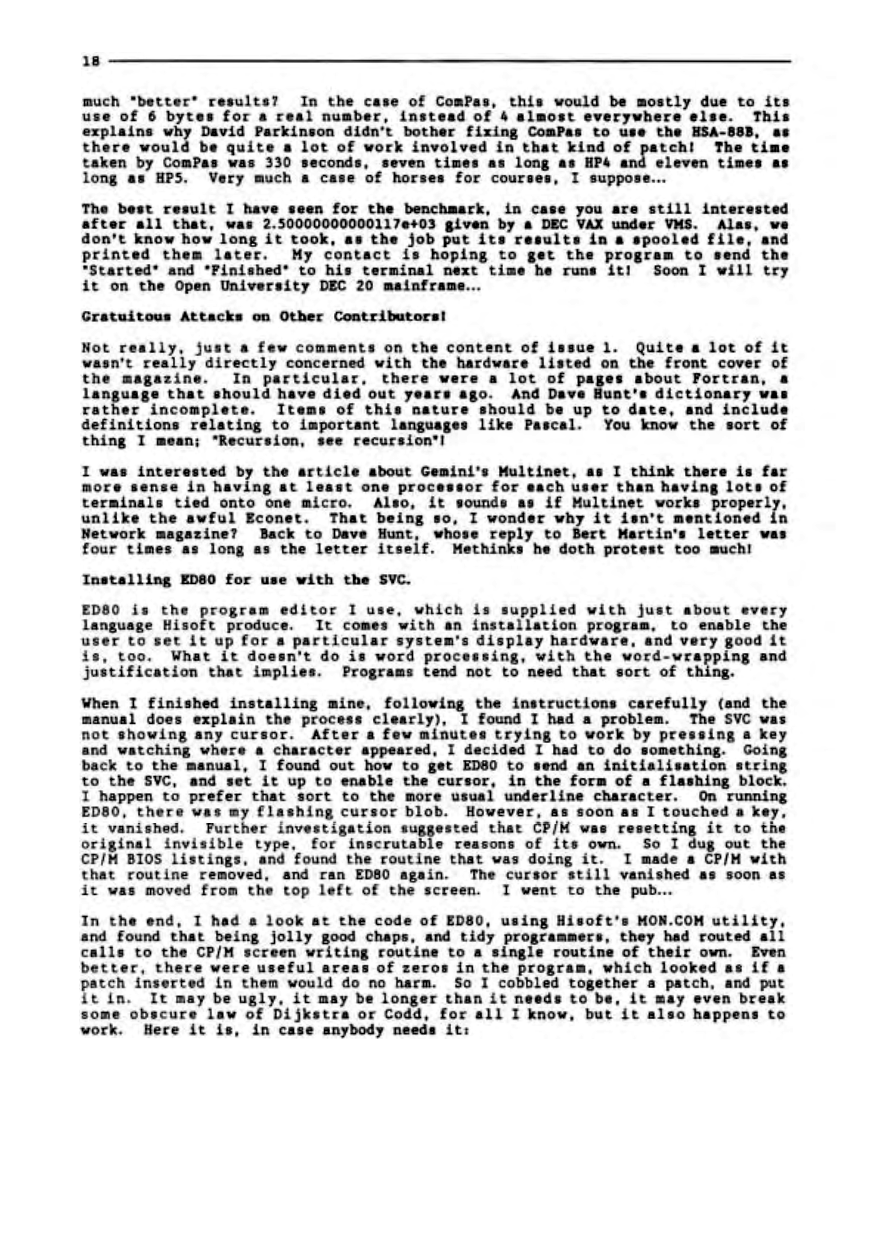 18
much "better" results? In the case of ComPas, this would be mostly due to its
use of 6 bytes for a real number, instead of 4 almost everywhere else. This
explains why David Parkinson didn't bother fixing ComPas to use the HSA-88B, as
there would be quite a lot of work involved in that kind of patch! The time
taken by ComPas was 330 seconds, seven times as long as HP4 and eleven times as
long as HP5. Very much a case of horses for courses, I suppose...
The best result I have seen for the benchmark, in case you are still interested
after all that, was 2.50000000000117e+03 given by a DEC VAX under VMS. Alas, we
don't know how long it took, as the job put its results in a spooled file, and
printed them later. My contact is hoping to get the program to send the
"Started" and "Finished" to his terminal next time he runs it! Soon I will try
it on the Open University DEC 20 mainframe...
Gratuitous Attacks on Other Contributors!
Not really, just a few comments on the content of issue 1. Quite a lot of it
wasn't really directly concerned with the hardware listed on the front cover of
the magazine. In particular, there were a lot of pages about Fortran, a
language that should have died out years ago. And Dave Hunt's dictionary was
rather incomplete. Items of this nature should be up to date, and include
definitions relating to important languages like Pascal. You know the sort of
thing I mean; "Recursion, see recursion"!
I was interested by the article about Gemini's Multinet, as I think there is far
more sense in having at least one processor for each user than having lots of
terminals tied onto one micro. Also, it sounds as if Multinet works properly,
unlike the awful Econet. That being so, I wonder why it isn't mentioned in
Network magazine? Back to Dave Hunt, whose reply to Bert Martin's letter was
four times as long as the letter itself. Methinks he doth protest too much!
Installing ED80 for use with the SVC.
ED80 is the program editor I use, which is supplied with just about every
language Hisoft produce. It comes with an installation program, to enable the
user to set it up for a particular system's display hardware, and very good it
is, too. What it doesn't do is word processing, with the word-wrapping and
justification that implies. Programs tend not to need that sort of thing.
When I finished installing mine, following the instructions carefully (and the
manual does explain the process clearly), I found I had a problem. The SVC was
not showing any cursor. After a few minutes trying to work by pressing a key
and watching where a character appeared, I decided I had to do something. Going
back to the manual, I found out how to get ED80 to send an initialisation string
to the SVC, and set it up to enable the cursor, in the form of a flashing block.
I happen to prefer that sort to the more usual underline character. On running
ED80, there was my flashing cursor blob. However, as soon as I touched a key,
it vanished. Further investigation suggested that CP/M was resetting it to the
original invisible type, for inscrutable reasons of its own. So I dug out the
CP/M BIOS listings, and found the routine that was doing it. I made a CP/M with
that routine removed, and ran ED80 again. The cursor still vanished as soon as
it was moved from the top left of the screen. I went to the pub...
In the end, I had a look at the code of ED80, using Hisoft's MON.COM utility,
and found that being jolly good chaps, and tidy programmers, they had routed all
calls to the CP/M screen writing routine to a single routine of their own. Even
better, there were useful areas of zeros in the program, which looked as if a
patch inserted in them would do no harm. So I cobbled together a patch, and put
it in. It may be ugly, it may be longer than it needs to be, it may even break
some obscure law of Dijkstra or Codd, for all I know, but it also happens to
work. Here it is, in case anybody needs it: